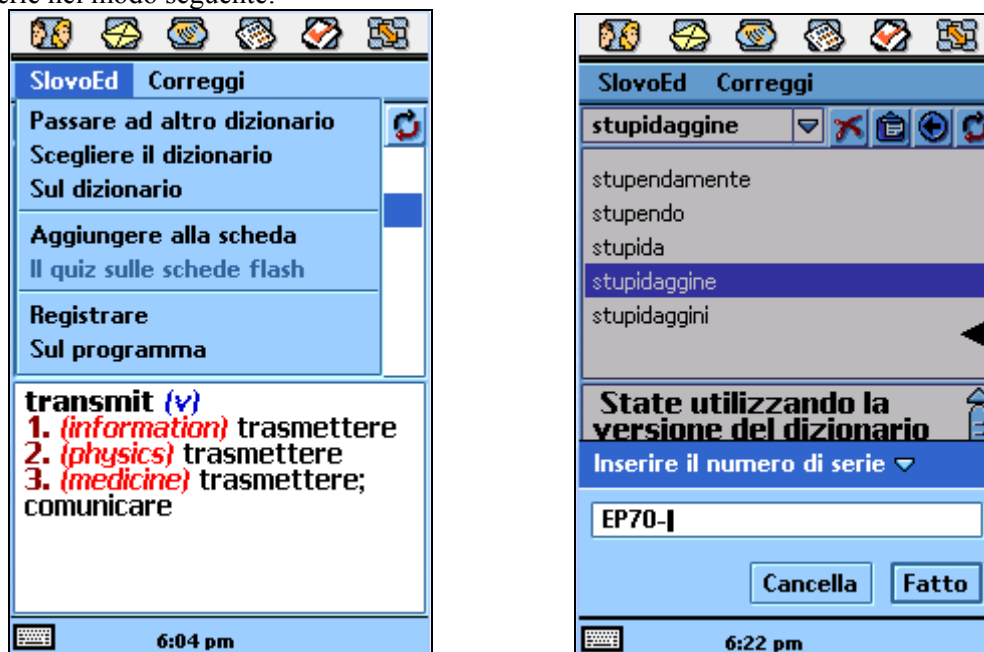 serie nel modo seguente:
SlovoEd Correggi
Passare ad altro dizionario
Scegliere il dizionario
Sul dizionario
Aggiungere alla scheda
Il quiz sulle schede flash
Registrare
Sul programma
transmit (v)
1. (information) trasmettere
2. (physics) trasmettere
3. (medicine) trasmettere;
comunicare
6:04 pm
SlovoEd Correggi
stupidaggine
stupendamente
stupendo
stupida
stupidaggine
stupidaggini
State utilizzando la
versione del dizionario
Inserire il numero di serie
EP70-
Cancella Fatto
6:22 pm